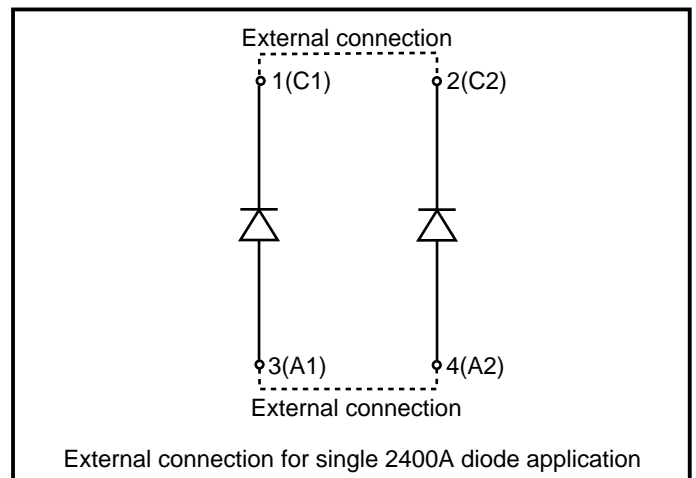 External connection
1(C1)
2(C2)
3(A1)
4(A2)
External connection
External connection for single 2400A diode application